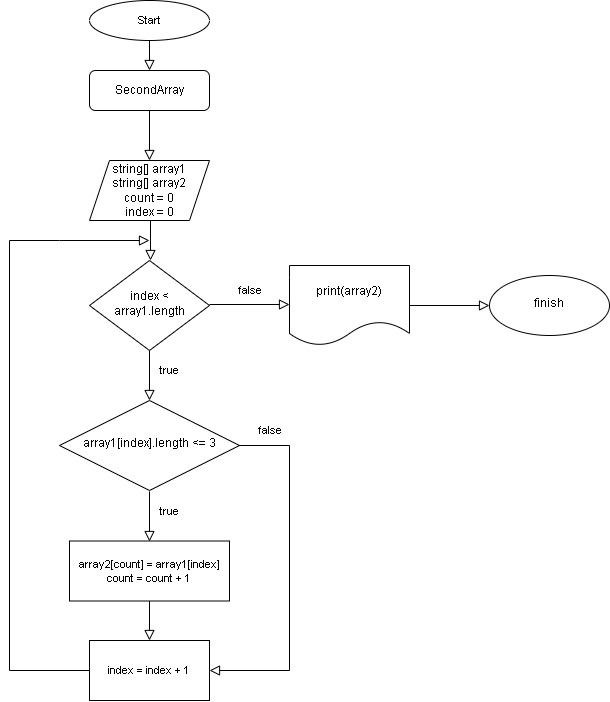 Start
SecondArray
string[] array1
string[] array2
count = 0
index = 0
index <
array1.length
false
print(array2)
finish
true
array1[index].length <= 3
false
true
array2[count] = array1[index]
count = count + 1
index = index + 1